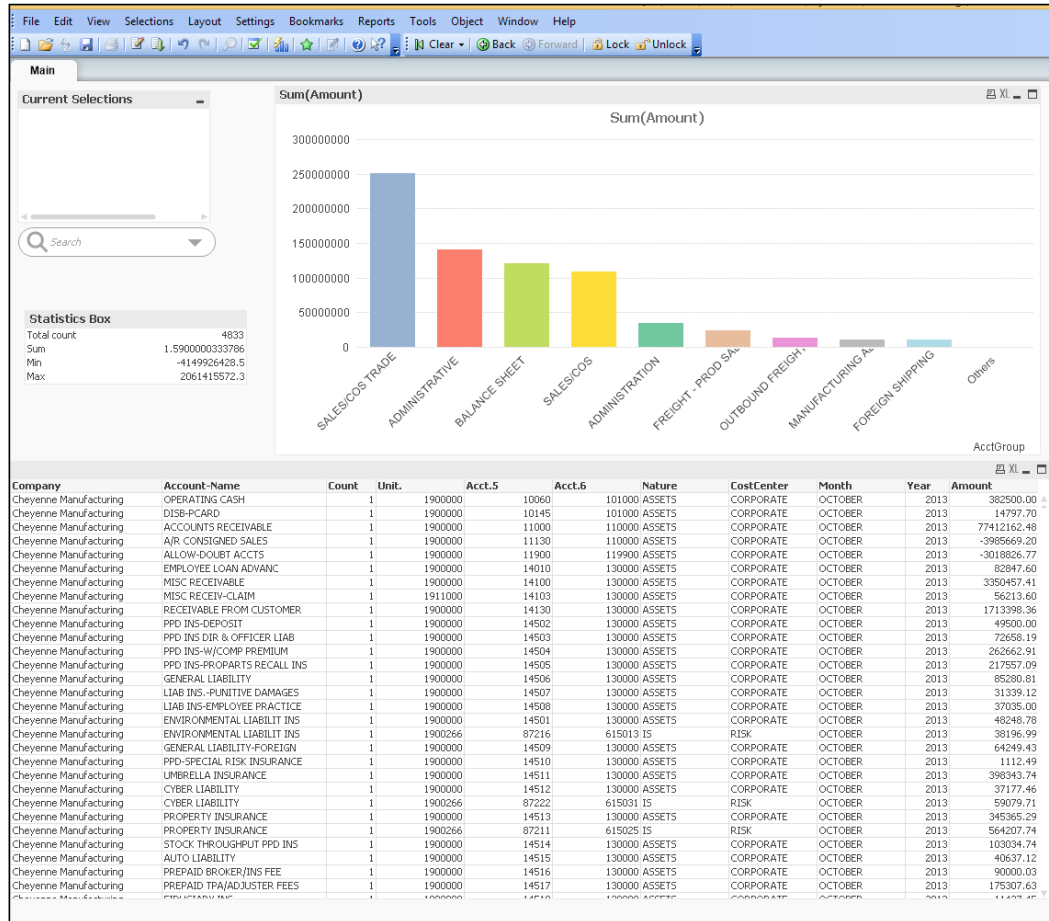 File Edit View Selections Layout Settings Bookmarks Reports Tools Object Window Help
Clear Back Forward Lock Unlock
Main
Current Selections
Search
Statistics Box
Total count 4833
Sum 1.5900000333786
Min -4149926428.5
Max 2061415572.3
Sum(Amount) XL
Sum(Amount)
300000000
250000000
200000000
150000000
100000000
50000000
0
SALES/COS TRADE
ADMINISTRATIVE
BALANCE SHEET
SALES/COS
ADMINISTRATION
FREIGHT - PROD SAL
OUTBOUND FREIGHT
MANUFACTURING A
FOREIGN SHIPPING
Others
AcctGroup
XL
Company Account-Name Count Unit. Acct.5 Acct.6 Nature CostCenter Month Year Amount
Cheyenne Manufacturing OPERATING CASH 1 1900000 10060 101000 ASSETS CORPORATE OCTOBER 2013 382500.00
Cheyenne Manufacturing DISB-PCARD 1 1900000 10145 101000 ASSETS CORPORATE OCTOBER 2013 14797.70
Cheyenne Manufacturing ACCOUNTS RECEIVABLE 1 1900000 11000 110000 ASSETS CORPORATE OCTOBER 2013 77412162.48
Cheyenne Manufacturing A/R CONSIGNED SALES 1 1900000 11130 110000 ASSETS CORPORATE OCTOBER 2013 -3985669.20
Cheyenne Manufacturing ALLOW-DOUBT ACCTS 1 1900000 11900 119900 ASSETS CORPORATE OCTOBER 2013 -3018826.77
Cheyenne Manufacturing EMPLOYEE LOAN ADVANC 1 1900000 14010 130000 ASSETS CORPORATE OCTOBER 2013 82847.60
Cheyenne Manufacturing MISC RECEIVABLE 1 1900000 14100 130000 ASSETS CORPORATE OCTOBER 2013 3350457.41
Cheyenne Manufacturing MISC RECEIV-CLAIM 1 1911000 14103 130000 ASSETS CORPORATE OCTOBER 2013 56213.60
Cheyenne Manufacturing RECEIVABLE FROM CUSTOMER 1 1900000 14130 130000 ASSETS CORPORATE OCTOBER 2013 1713398.36
Cheyenne Manufacturing PPD INS-DEPOSIT 1 1900000 14502 130000 ASSETS CORPORATE OCTOBER 2013 49500.00
Cheyenne Manufacturing PPD INS DIR & OFFICER LIAB 1 1900000 14503 130000 ASSETS CORPORATE OCTOBER 2013 72658.19
Cheyenne Manufacturing PPD INS-W/COMP PREMIUM 1 1900000 14504 130000 ASSETS CORPORATE OCTOBER 2013 262662.91
Cheyenne Manufacturing PPD INS-PROPARTS RECALL INS 1 1900000 14505 130000 ASSETS CORPORATE OCTOBER 2013 217557.09
Cheyenne Manufacturing GENERAL LIABILITY 1 1900000 14506 130000 ASSETS CORPORATE OCTOBER 2013 85280.81
Cheyenne Manufacturing LIAB INS.-PUNITIVE DAMAGES 1 1900000 14507 130000 ASSETS CORPORATE OCTOBER 2013 31339.12
Cheyenne Manufacturing LIAB INS-EMPLOYEE PRACTICE 1 1900000 14508 130000 ASSETS CORPORATE OCTOBER 2013 37035.00
Cheyenne Manufacturing ENVIRONMENTAL LIABILIT INS 1 1900000 14501 130000 ASSETS CORPORATE OCTOBER 2013 48248.78
Cheyenne Manufacturing ENVIRONMENTAL LIABILIT INS 1 1900266 87216 615013 IS RISK OCTOBER 2013 38196.99
Cheyenne Manufacturing GENERAL LIABILITY-FOREIGN 1 1900000 14509 130000 ASSETS CORPORATE OCTOBER 2013 64249.43
Cheyenne Manufacturing PPD-SPECIAL RISK INSURANCE 1 1900000 14510 130000 ASSETS CORPORATE OCTOBER 2013 1112.49
Cheyenne Manufacturing UMBRELLA INSURANCE 1 1900000 14511 130000 ASSETS CORPORATE OCTOBER 2013 398343.74
Cheyenne Manufacturing CYBER LIABILITY 1 1900000 14512 130000 ASSETS CORPORATE OCTOBER 2013 37177.46
Cheyenne Manufacturing CYBER LIABILITY 1 1900266 87222 615031 IS RISK OCTOBER 2013 59079.71
Cheyenne Manufacturing PROPERTY INSURANCE 1 1900000 14513 130000 ASSETS CORPORATE OCTOBER 2013 345365.29
Cheyenne Manufacturing PROPERTY INSURANCE 1 1900266 87211 615025 IS RISK OCTOBER 2013 564207.74
Cheyenne Manufacturing STOCK THROUGHPUT PPD INS 1 1900000 14514 130000 ASSETS CORPORATE OCTOBER 2013 103034.74
Cheyenne Manufacturing AUTO LIABILITY 1 1900000 14515 130000 ASSETS CORPORATE OCTOBER 2013 40637.12
Cheyenne Manufacturing PREPAID BROKER/INS FEE 1 1900000 14516 130000 ASSETS CORPORATE OCTOBER 2013 90000.03
Cheyenne Manufacturing PREPAID TPA/ADJUSTER FEES 1 1900000 14517 130000 ASSETS CORPORATE OCTOBER 2013 175307.63